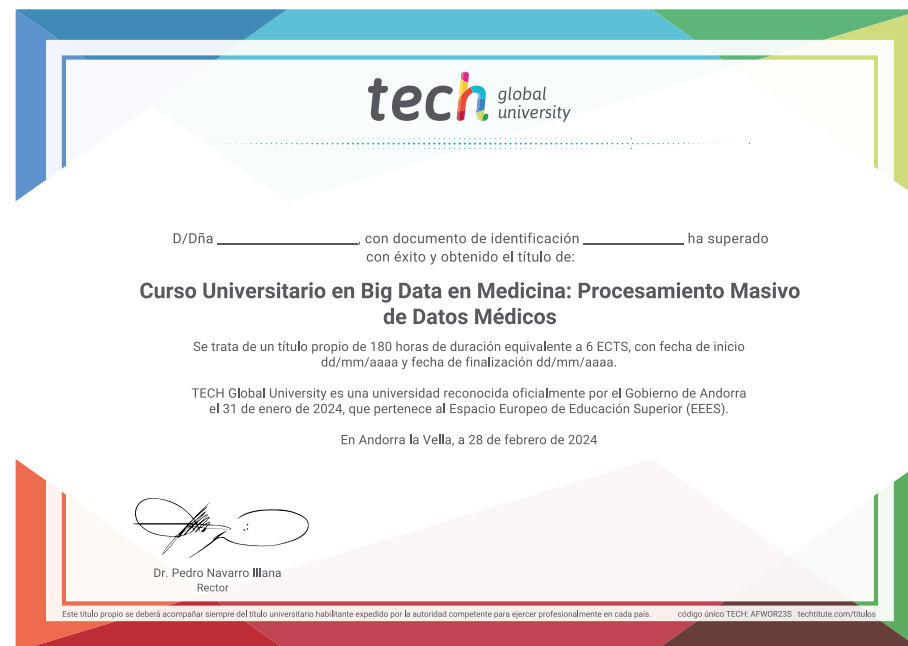 tech global
university
D/Dña ______________, con documento de identificación ____________ ha superado
con éxito y obtenido el título de:
Curso Universitario en Big Data en Medicina: Procesamiento Masivo
de Datos Médicos
Se trata de un título propio de 180 horas de duración equivalente a 6 ECTS, con fecha de inicio
dd/mm/aaaa y fecha de finalización dd/mm/aaaa.
TECH Global University es una universidad reconocida oficialmente por el Gobierno de Andorra
el 31 de enero de 2024, que pertenece al Espacio Europeo de Educación Superior (EEES).
En Andorra la Vella, a 28 de febrero de 2024
Dr. Pedro Navarro Illana
Rector
Este título propio se deberá acompañar siempre del título universitario habilitante expedido por la autoridad competente para ejercer profesionalmente en cada país. código único TECH: AFWOR23S techtitute.com/titulos